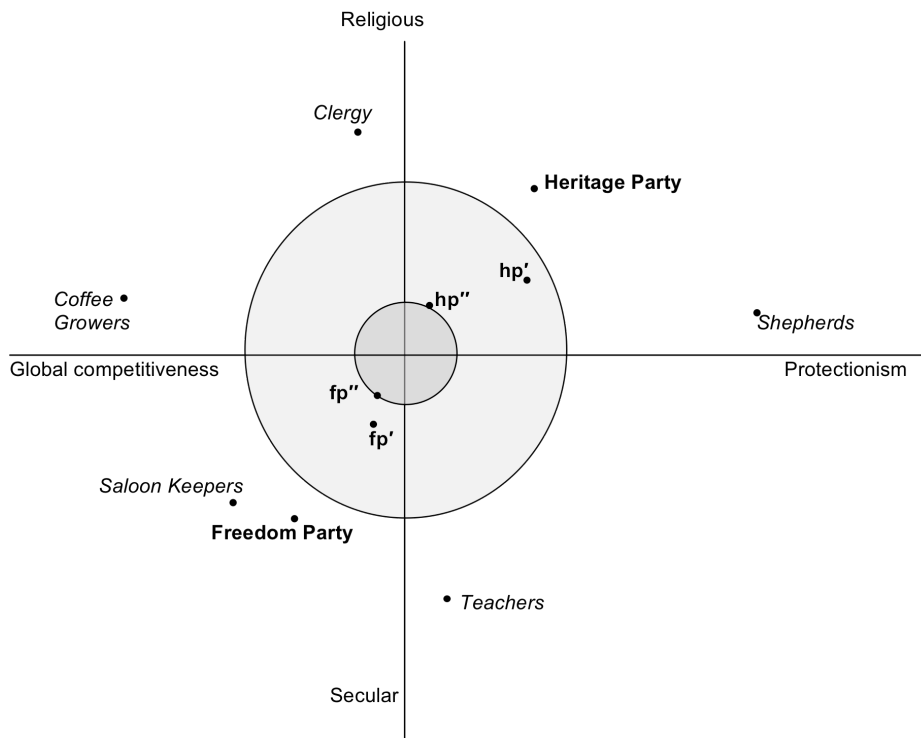 Religious
Clergy
Heritage Party
hp′
hp″
Coffee
Growers
Shepherds
Global competitiveness
Protectionism
fp″
fp′
Saloon Keepers
Freedom Party
Teachers
Secular